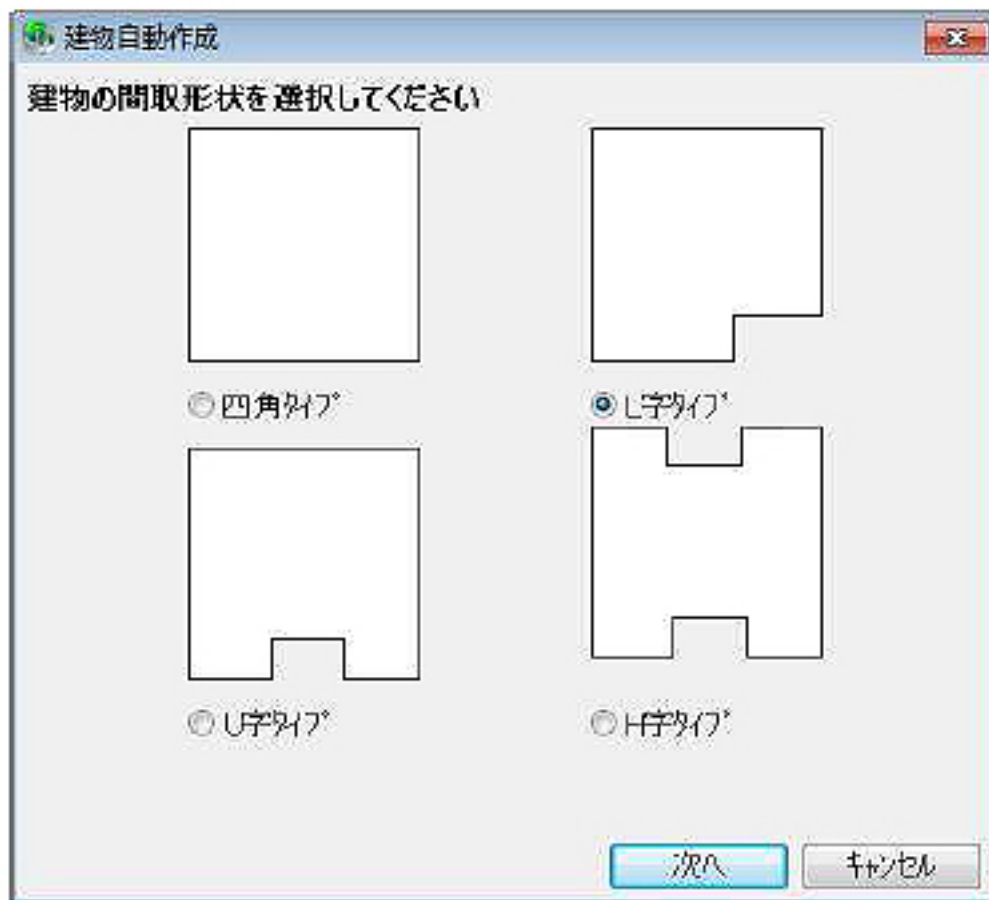 建物自動作成
建物の間取形状を選択してください
四角ﾀｲﾌﾟ
L字ﾀｲﾌﾟ
U字ﾀｲﾌﾟ
H字ﾀｲﾌﾟ
次へ
ｷｬﾝｾﾙ